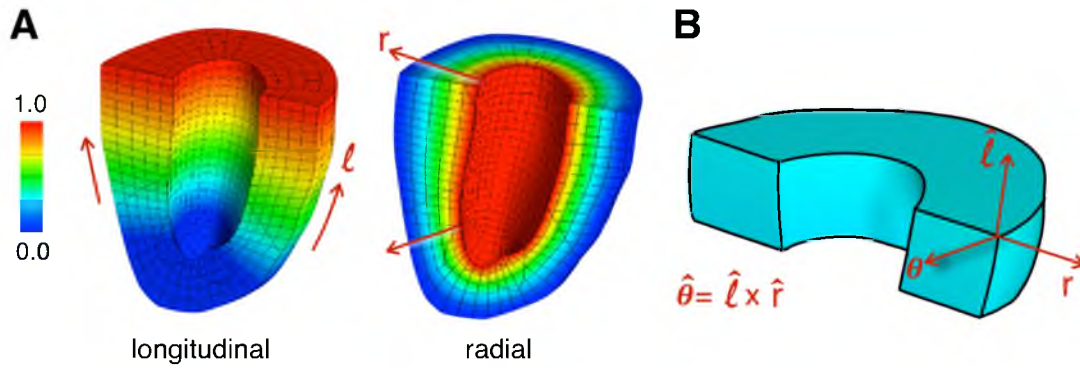 A
r
B
1.0
ℓ
ℓ̂
0.0
θ
r
θ̂ = ℓ̂ x r̂
longitudinal
radial